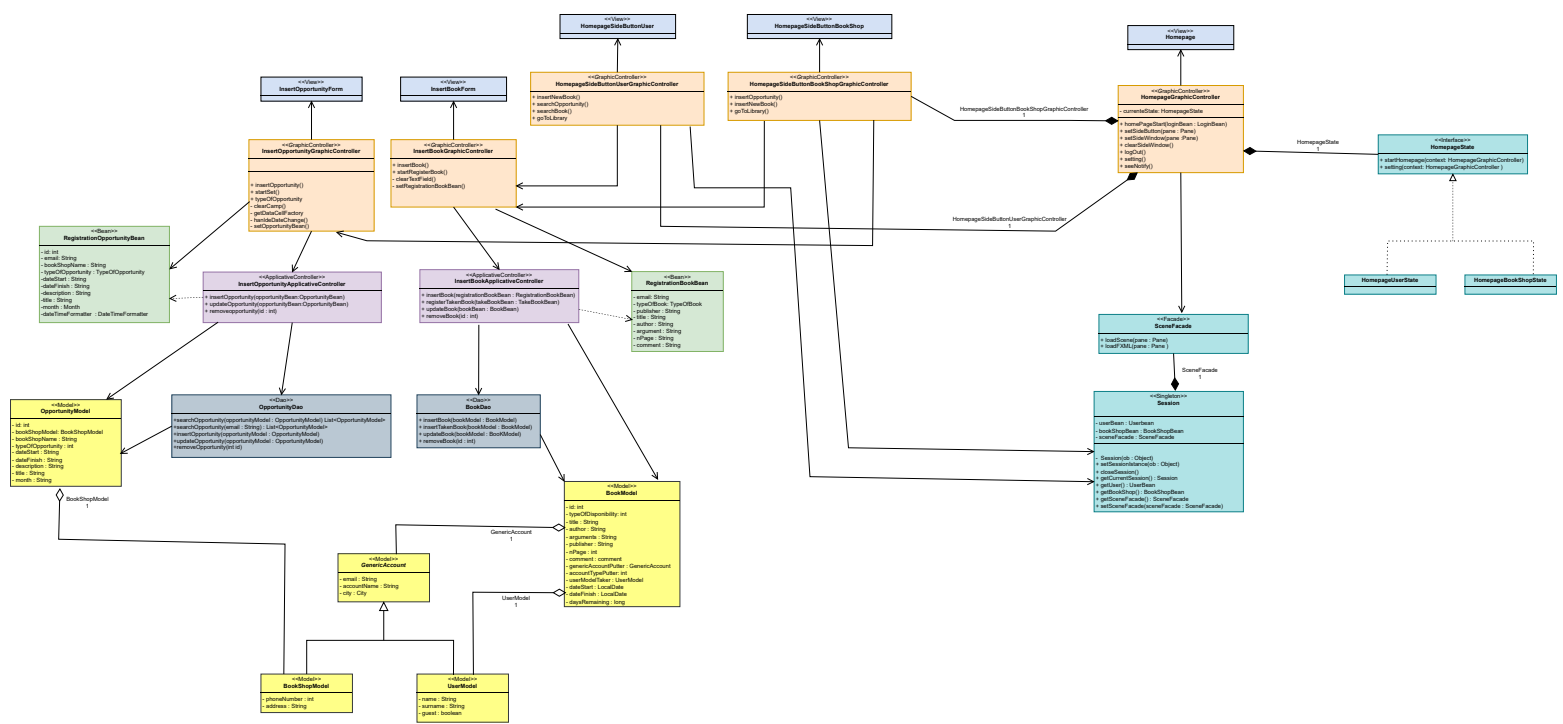 <<View>>
HomepageSideButtonUser
<<View>>
HomepageSideButtonBookShop
<<View>>
Homepage
<<View>>
InsertOpportunityForm
<<View>>
InsertBookForm
<<GraphicController>>
HomepageSideButtonUserGraphicController
+ insertNewBook()
+ searchOpportunity()
+ searchBook()
+ goToLibrary
<<GraphicController>>
HomepageSideButtonBookShopGraphicController
+ insertOpportunity()
+ insertNewBook()
+ goToLibrary()
HomepageSideButtonBookShopGraphicController
1
<<GraphicController>>
HomepageGraphicController
- currenteState: HomepageState
+ homePageStart(loginBean : LoginBean)
+ setSideButton(pane : Pane)
+ setSideWindow(pane :Pane)
+ clearSideWindow()
+ logOut()
+ setting()
+ seeNotify()
HomepageState
1
<<Interface>>
HomepageState
+ startHomepage(context: HomepageGraphicController)
+ setting(context: HomepageGraphicController )
HomepageSideButtonUserGraphicController
1
HomepageUserState
HomepageBookShopState
<<GraphicController>>
InsertOpportunityGraphicController
+ insertOpportunity()
+ startSet()
+ typeOfOpportunity
- clearCamp()
- getDataCellFactory
- hanldeDateChange()
- setOpportunityBean()
<<GraphicController>>
InsertBookGraphicController
+ insertBook()
+ startRegisterBook()
- clearTextField()
- setRegistrationBookBean()
<<Bean>>
RegistrationOpportunityBean
- id: int
- email: String
- bookShopName : String
- typeOfOpportunity : TypeOfOpportunity
- dateStart : String
- dateFinish : String
- description : String
-title : String
-month : Month
-dateTimeFormatter : DateTimeFormatter
<<ApplicativeController>>
InsertOpportunityApplicativeController
+ insertOpportunity(opportunityBean:OpportunityBean)
+ updateOpportunity(opportunityBean:OpportunityBean)
+ removeopportunity(id : int)
<<ApplicativeController>>
InsertBookApplicativeController
+ insertBook(registrationBookBean : RegistrationBookBean)
+ registerTakenBook(takeBookBean : TakeBookBean)
+ updateBook(bookBean : BookBean)
+ removeBook(id : int)
<<Bean>>
RegistrationBookBean
- email: String
- typeOfBook: TypeOfBook
- publisher : String
- title : String
- author : String
- argument : String
- nPage : String
- comment : String
<<Facade>>
SceneFacade
+ loadScene(pane : Pane)
+ loadFXML(pane : Pane )
SceneFacade
1
<<Singleton>>
Session
- userBean : Userbean
- bookShopBean : BookShopBean
- sceneFacade : SceneFacade
- Session(ob : Object)
+ setSessionIstance(ob : Object)
+ closeSession()
+ getCurrentSession() : Session
+ getUser() : UserBean
+ getBookShop() : BookShopBean
+ getSceneFacade() : SceneFacade
+ setSceneFacade(sceneFacade : SceneFacade)
<<Model>>
OpportunityModel
- id: int
- bookShopModel: BookShopModel
- bookShopName : String
- typeOfOpportunity : int
- dateStart : String
- dateFinish : String
- description : String
- title : String
- month : String
<<Dao>>
OpportunityDao
+searchOpportunity(opportunityModel : OpportunityModel) List<OpportunityModel>
+searchOpportunity(email : String) : List<OpportunityModel>
+insertOpportunity(opportunityModel : OpportunityModel)
+updateOpportunity(opportunityModel : OpportunityModel)
+removeOpportunity(int id)
<<Dao>>
BookDao
+ insertBook(bookModel : BookModel)
+ insertTakenBook(bookModel : BookModel)
+ updateBook(bookModel : BooKModel)
+ removeBook(id : int)
BookShopModel
1
<<Model>>
BookModel
- id: int
- typeOfDisponibility: int
- title : String
- author : String
- arguments : String
- publisher : String
- nPage : int
- comment : comment
- genericAccountPutter : GenericAccount
- accountTypePutter: int
- userModelTaker : UserModel
- dateStart : LocalDate
- dateFinish : LocalDate
- daysRemaining : long
GenericAccount
1
<<Model>>
GenericAccount
- email : String
- accountName : String
- city : City
UserModel
1
<<Model>>
BookShopModel
- phoneNumber : int
- address : String
<<Model>>
UserModel
- name : String
- surname : String
- guest : boolean